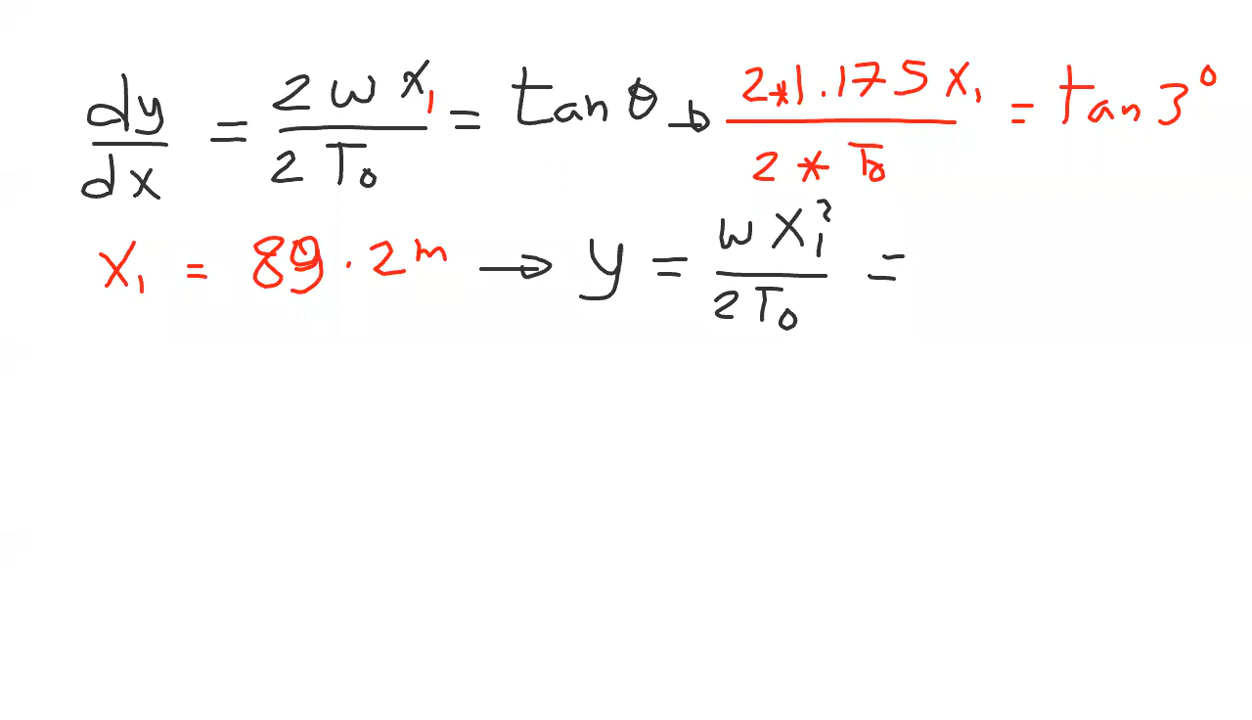 dy/dx = 2 w x₁ / 2 T₀ = tan θ → 2*1.175 x₁ / 2 * T₀ = tan 3°
x₁ = 89.2 m → y = w x₁² / 2 T₀ =